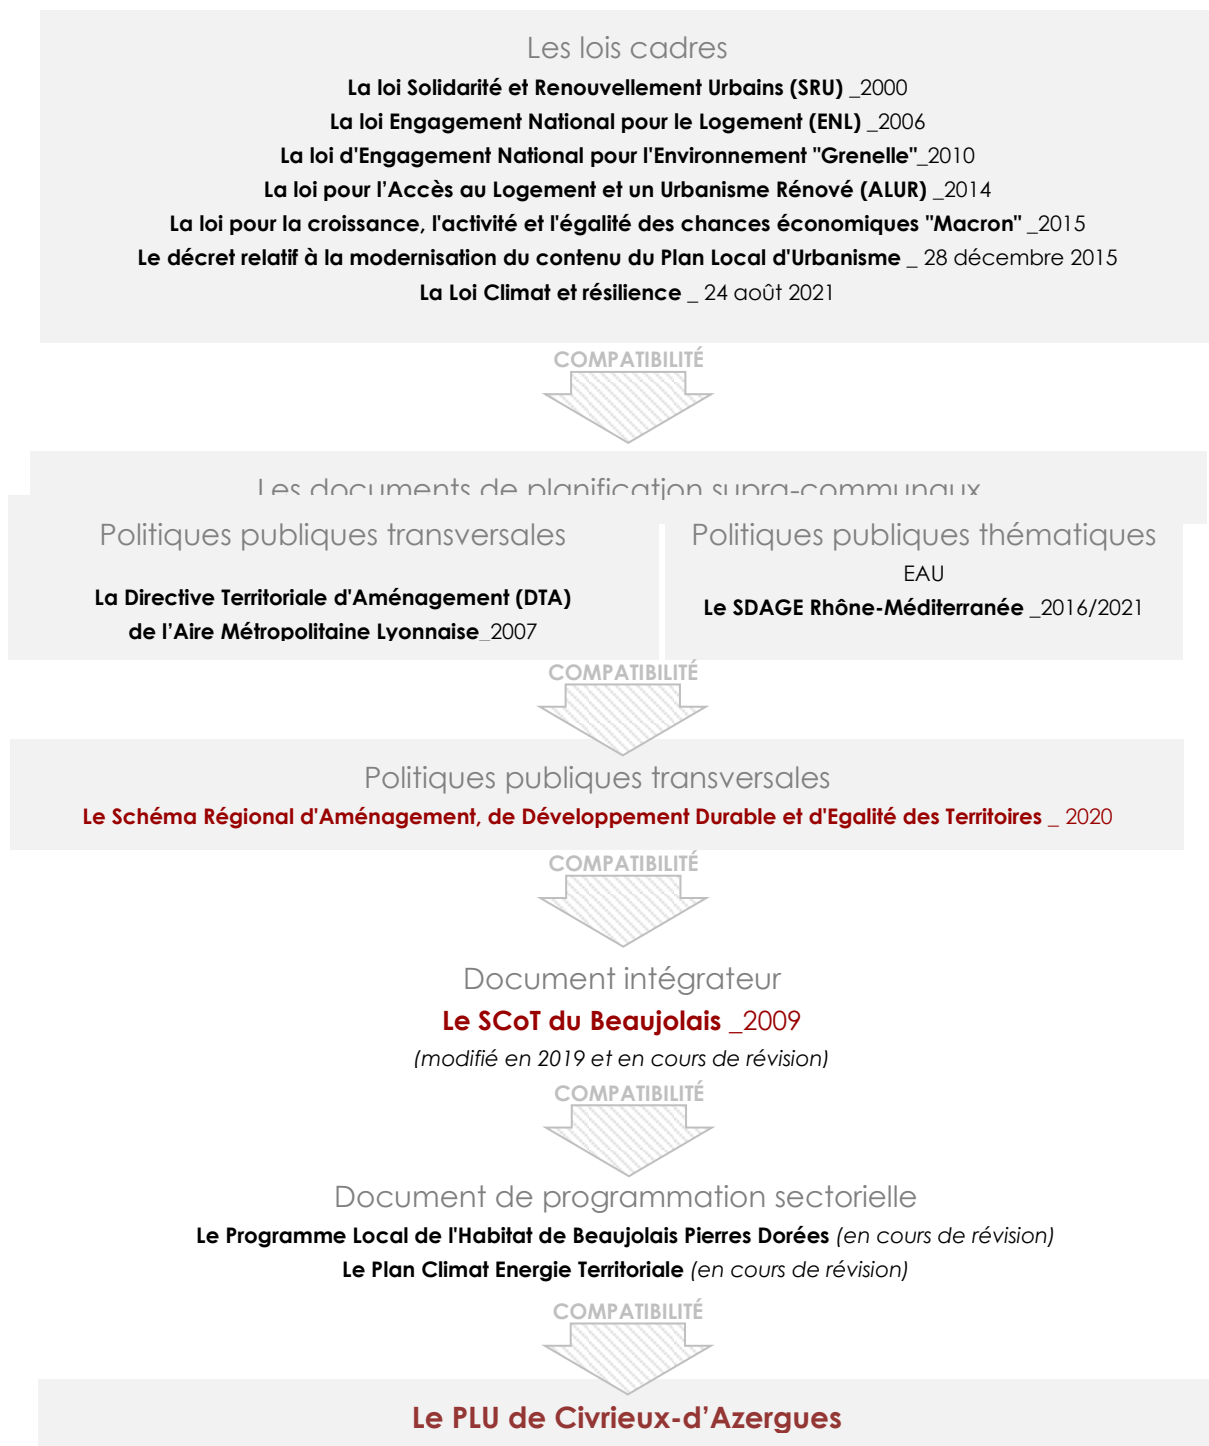 Les lois cadres
La loi Solidarité et Renouvellement Urbains (SRU) _2000
La loi Engagement National pour le Logement (ENL) _2006
La loi d'Engagement National pour l'Environnement "Grenelle"_2010
La loi pour l’Accès au Logement et un Urbanisme Rénové (ALUR) _2014
La loi pour la croissance, l'activité et l'égalité des chances économiques "Macron" _2015
Le décret relatif à la modernisation du contenu du Plan Local d'Urbanisme _ 28 décembre 2015
La Loi Climat et résilience _ 24 août 2021
COMPATIBILITÉ
Les documents de planification supra-communaux
Politiques publiques transversales
La Directive Territoriale d'Aménagement (DTA)
de l’Aire Métropolitaine Lyonnaise_2007
Politiques publiques thématiques
EAU
Le SDAGE Rhône-Méditerranée _2016/2021
COMPATIBILITÉ
Politiques publiques transversales
Le Schéma Régional d'Aménagement, de Développement Durable et d'Egalité des Territoires _ 2020
COMPATIBILITÉ
Document intégrateur
Le SCoT du Beaujolais _2009
(modifié en 2019 et en cours de révision)
COMPATIBILITÉ
Document de programmation sectorielle
Le Programme Local de l'Habitat de Beaujolais Pierres Dorées (en cours de révision)
Le Plan Climat Energie Territoriale (en cours de révision)
COMPATIBILITÉ
Le PLU de Civrieux-d’Azergues